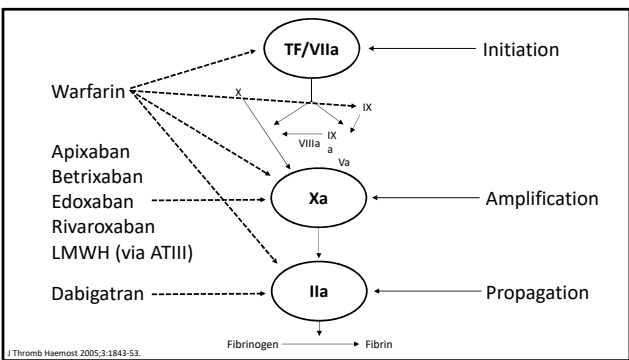 TF/VIIa
Initiation
Warfarin
X
IX
VIIIa
IX
a
Va
Apixaban
Betrixaban
Edoxaban
Rivaroxaban
LMWH (via ATIII)
Xa
Amplification
Dabigatran
IIa
Propagation
Fibrinogen
Fibrin
J Thromb Haemost 2005;3:1843-53.